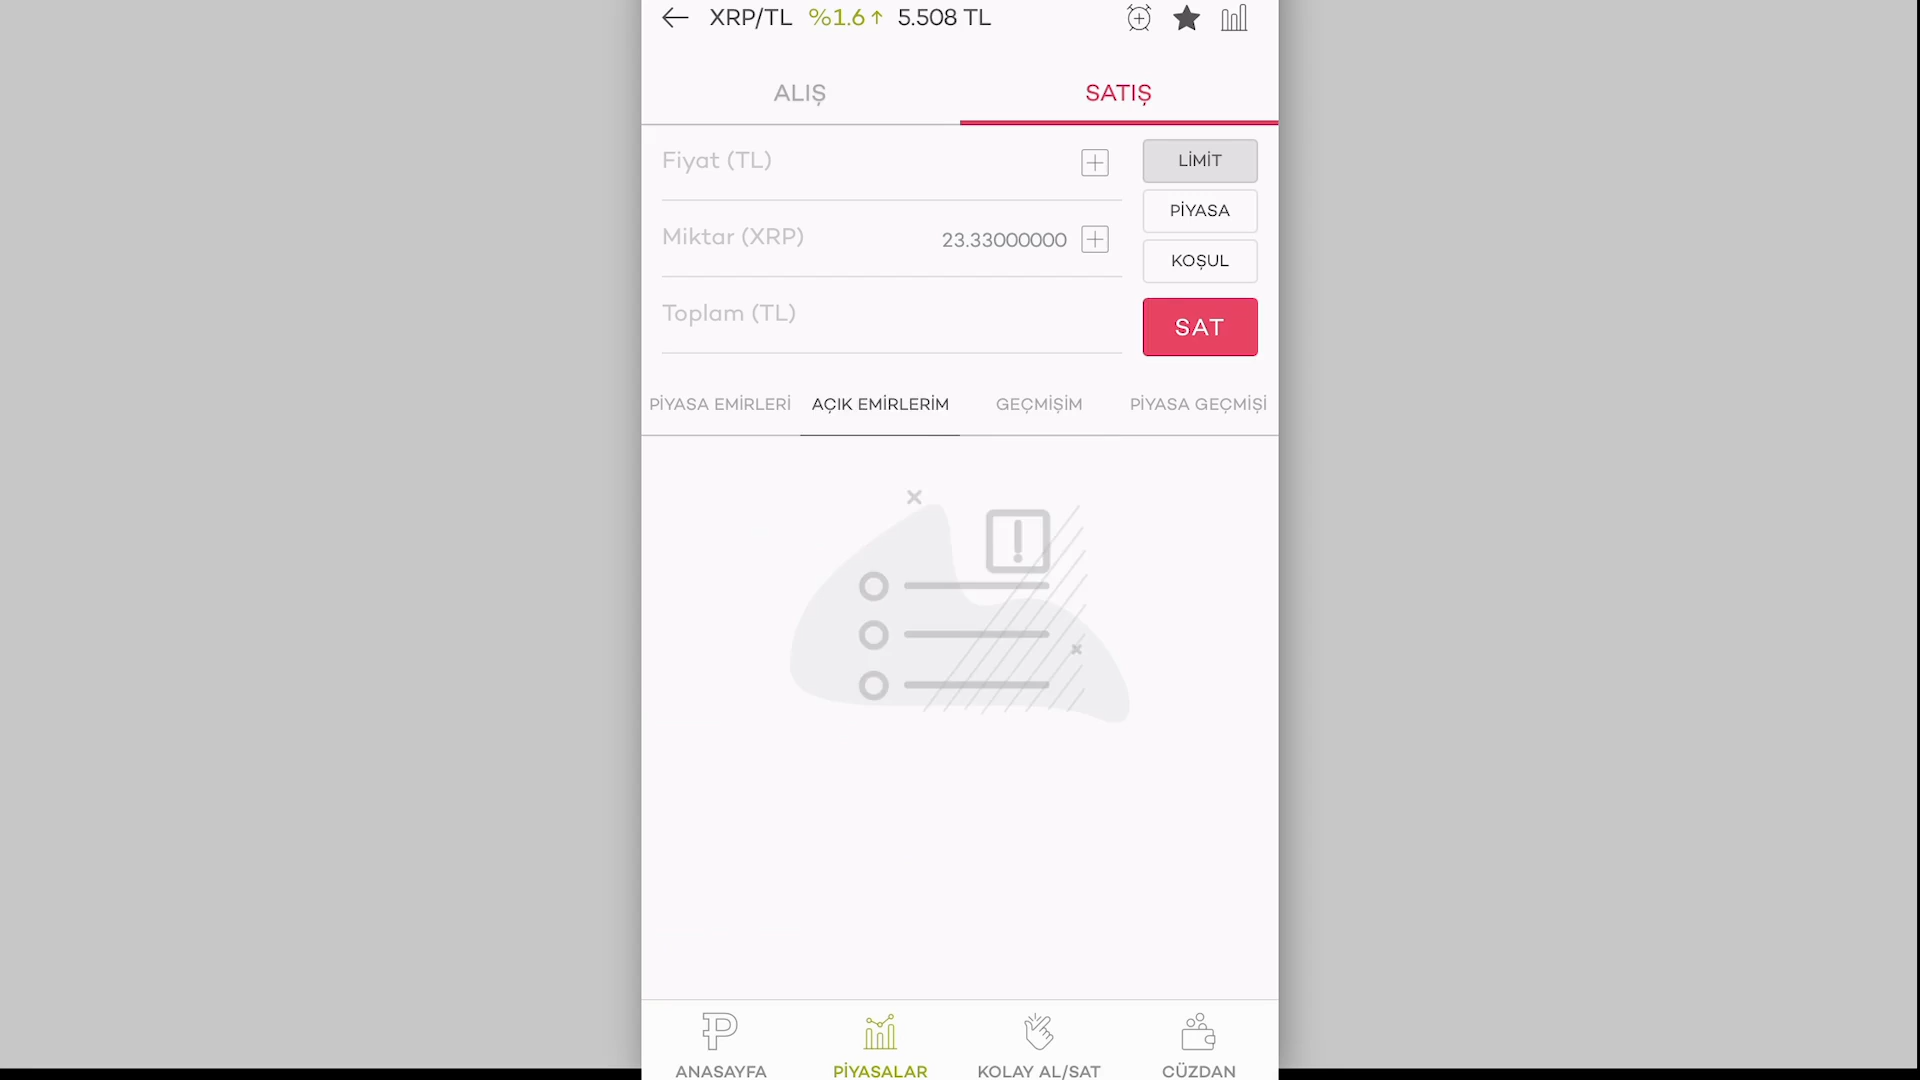 XRP/TL %1.6↑ 5.508 TL
ALIŞ SATIŞ
Fiyat (TL)
LİMİT
PİYASA
Miktar (XRP) 23.33000000
KOŞUL
Toplam (TL)
SAT
PİYASA EMİRLERİ AÇIK EMİRLERİM GEÇMİŞİM PİYASA GEÇMİŞİ
ANASAYFA PİYASALAR KOLAY AL/SAT CÜZDAN